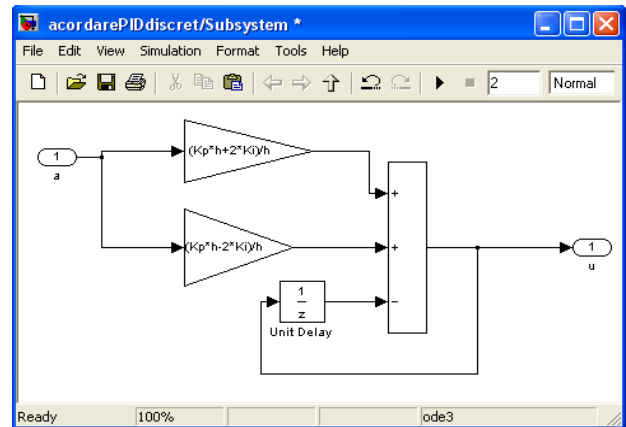 acordarePIDdiscret/Subsystem *
File Edit View Simulation Format Tools Help
2 Normal
(Kp*h+2*Ki)/h
1
a
+
(Kp*h-2*Ki)/h
+
1
u
1
z
−
Unit Delay
Ready 100% ode3